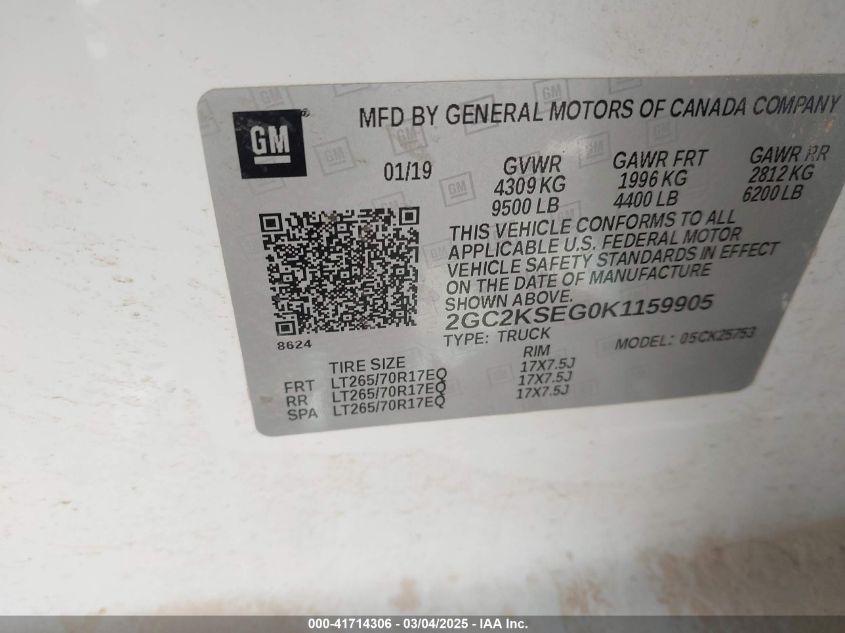 GM
MFD BY GENERAL MOTORS OF CANADA COMPANY
01/19
GVWR GAWR FRT GAWR RR
4309 KG 1996 KG 2812 KG
9500 LB 4400 LB 6200 LB
THIS VEHICLE CONFORMS TO ALL
APPLICABLE U.S. FEDERAL MOTOR
VEHICLE SAFETY STANDARDS IN EFFECT
ON THE DATE OF MANUFACTURE
SHOWN ABOVE.
2GC2KSEG0K1159905
8624
TYPE: TRUCK MODEL: 05CK25753
TIRE SIZE RIM
FRT LT265/70R17EQ 17X7.5J
RR LT265/70R17EQ 17X7.5J
SPA LT265/70R17EQ 17X7.5J
000-41714306 - 03/04/2025 - IAA Inc.